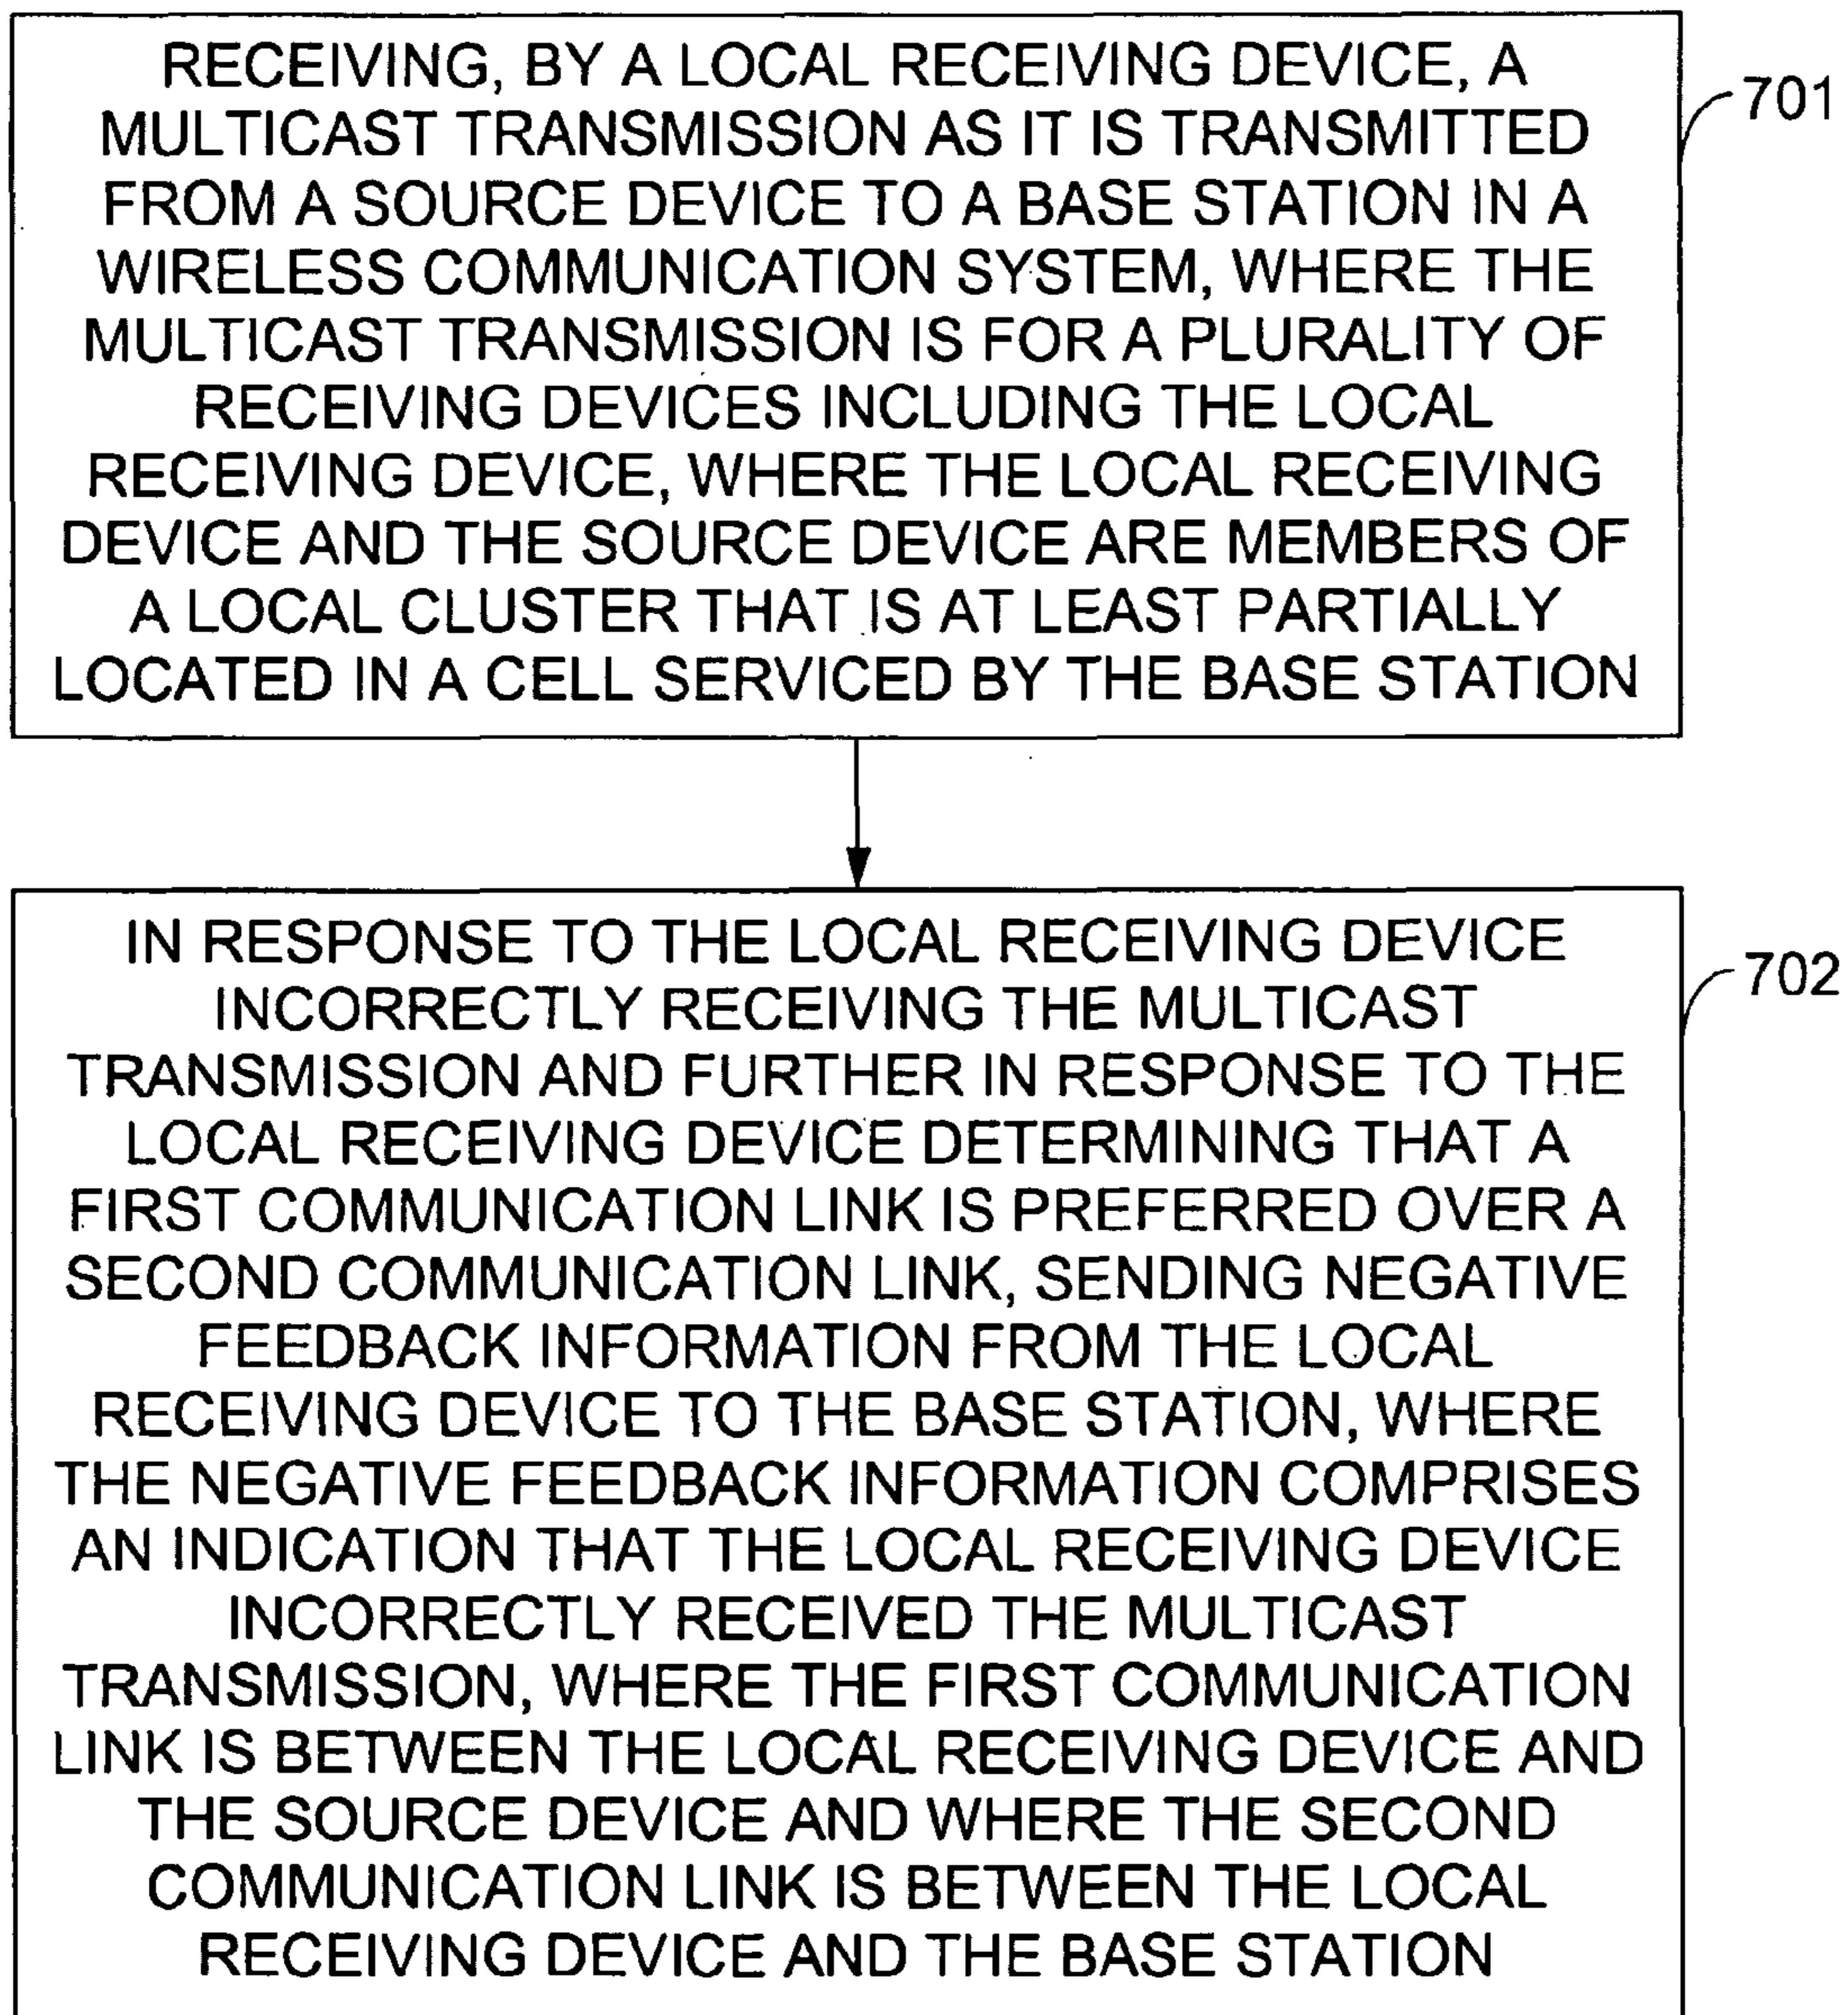 RECEIVING, BY A LOCAL RECEIVING DEVICE, A
MULTICAST TRANSMISSION AS IT IS TRANSMITTED
FROM A SOURCE DEVICE TO A BASE STATION IN A
WIRELESS COMMUNICATION SYSTEM, WHERE THE
MULTICAST TRANSMISSION IS FOR A PLURALITY OF
RECEIVING DEVICES INCLUDING THE LOCAL
RECEIVING DEVICE, WHERE THE LOCAL RECEIVING
DEVICE AND THE SOURCE DEVICE ARE MEMBERS OF
A LOCAL CLUSTER THAT IS AT LEAST PARTIALLY
LOCATED IN A CELL SERVICED BY THE BASE STATION
701
IN RESPONSE TO THE LOCAL RECEIVING DEVICE
INCORRECTLY RECEIVING THE MULTICAST
TRANSMISSION AND FURTHER IN RESPONSE TO THE
LOCAL RECEIVING DEVICE DETERMINING THAT A
FIRST COMMUNICATION LINK IS PREFERRED OVER A
SECOND COMMUNICATION LINK, SENDING NEGATIVE
FEEDBACK INFORMATION FROM THE LOCAL
RECEIVING DEVICE TO THE BASE STATION, WHERE
THE NEGATIVE FEEDBACK INFORMATION COMPRISES
AN INDICATION THAT THE LOCAL RECEIVING DEVICE
INCORRECTLY RECEIVED THE MULTICAST
TRANSMISSION, WHERE THE FIRST COMMUNICATION
LINK IS BETWEEN THE LOCAL RECEIVING DEVICE AND
THE SOURCE DEVICE AND WHERE THE SECOND
COMMUNICATION LINK IS BETWEEN THE LOCAL
RECEIVING DEVICE AND THE BASE STATION
702